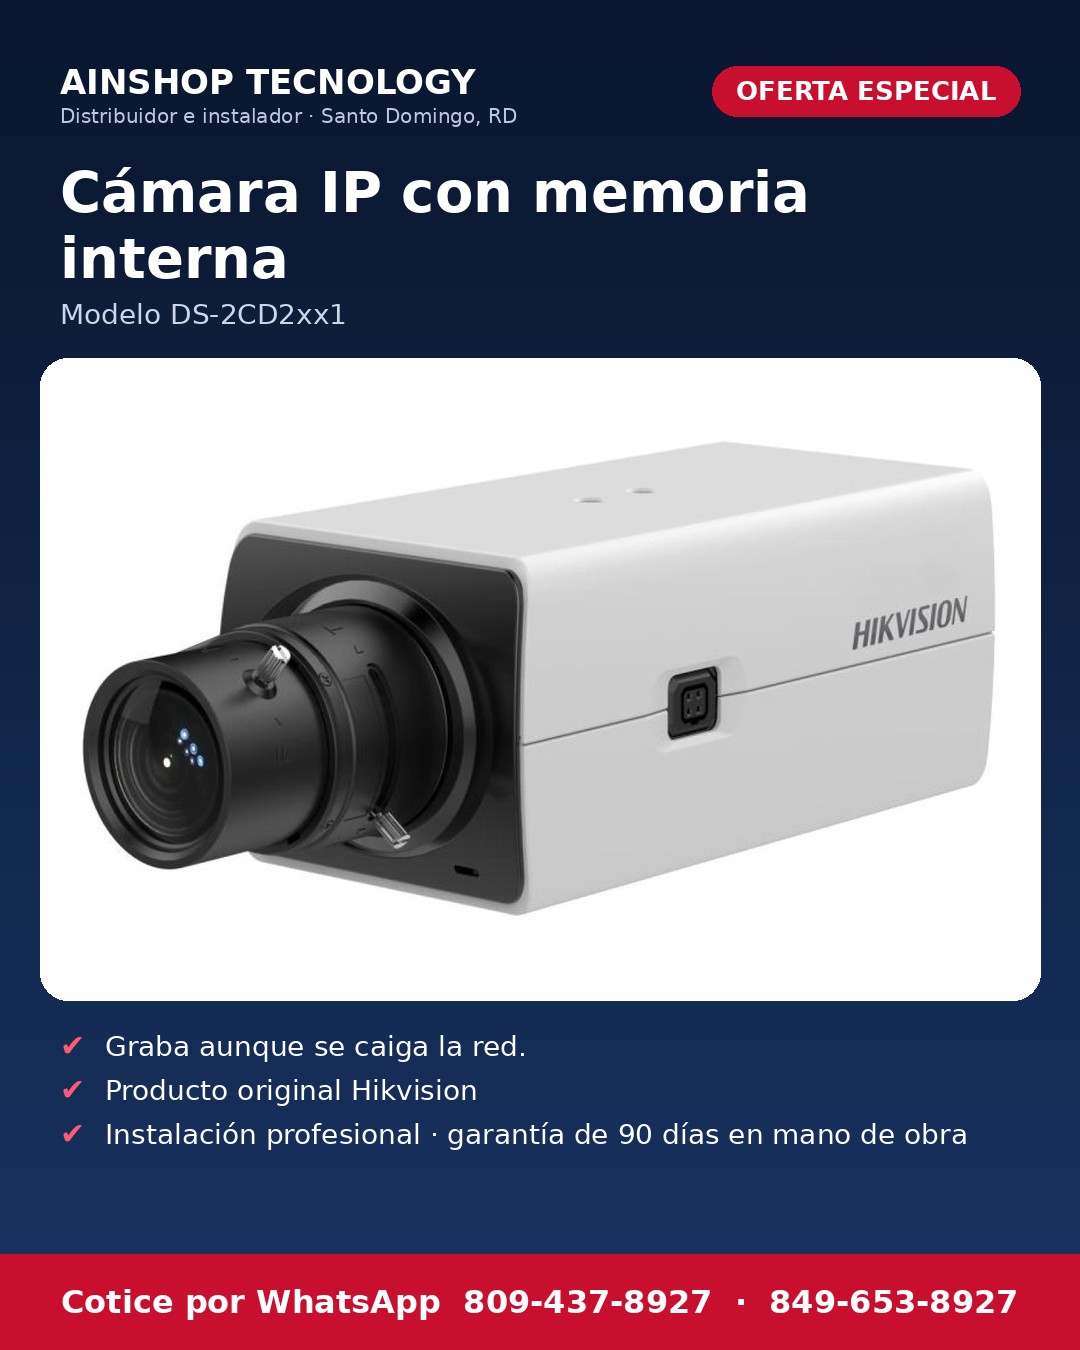 AINSHOP TECNOLOGY
Distribuidor e instalador · Santo Domingo, RD
OFERTA ESPECIAL
Cámara IP con memoria
interna
Modelo DS-2CD2xx1
HIKVISION
✔ Graba aunque se caiga la red.
✔ Producto original Hikvision
✔ Instalación profesional · garantía de 90 días en mano de obra
Cotice por WhatsApp 809-437-8927 · 849-653-8927